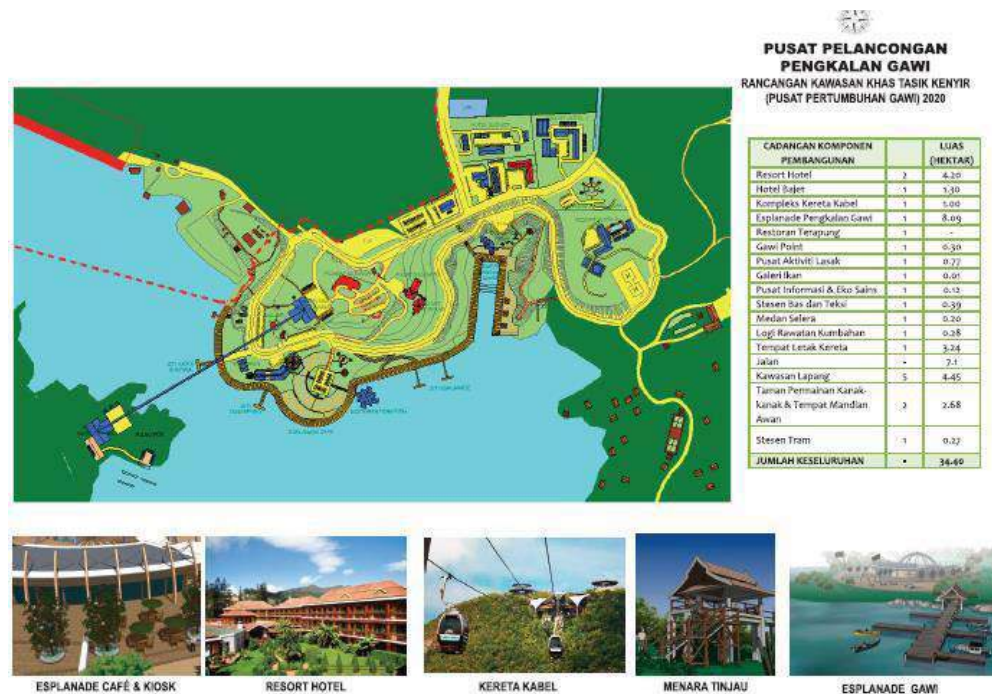 PUSAT PELANCONGAN
PENGKALAN GAWI
RANCANGAN KAWASAN KHAS TASIK KENYIR
(PUSAT PERTUMBUHAN GAWI) 2020
CADANGAN KOMPONEN PEMBANGUNAN LUAS (HEKTAR)
Resort Hotel 2 4.20
Hotel Bajet 1 1.30
Kompleks Kereta Kabel 1 1.00
Esplanade Pengkalan Gawi 1 8.09
Restoran Terapung 1 -
Gawi Point 1 0.30
Pusat Aktiviti Lasak 1 0.77
Galeri Ikan 1 0.01
Pusat Informasi & Eko Sains 1 0.12
Stesen Bas dan Teksi 1 0.39
Medan Selera 1 0.20
Logi Rawatan Kumbahan 1 0.28
Tempat Letak Kereta 1 3.24
Jalan - 7.1
Kawasan Lapang 5 4.45
Taman Permainan Kanak-
kanak & Tempat Mandian 2 2.68
Awan
Stesen Tram 1 0.27
JUMLAH KESELURUHAN - 34.40
ESPLANADE CAFÉ & KIOSK
RESORT HOTEL
KERETA KABEL
MENARA TINJAU
ESPLANADE GAWI